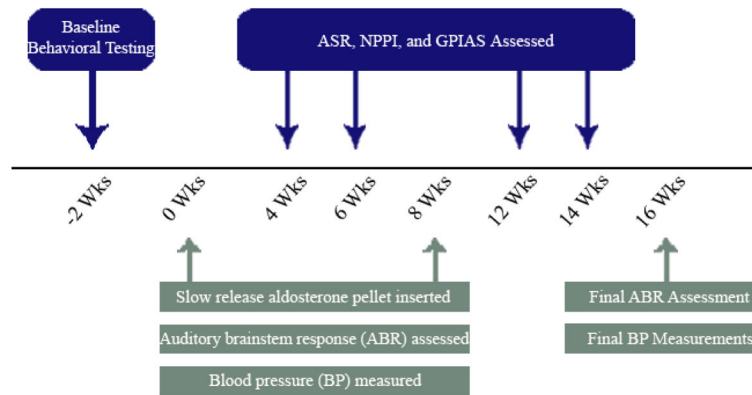 Baseline
Behavioral Testing
ASR, NPPI, and GPIAS Assessed
-2 Wks
0 Wks
4 Wks
6 Wks
8 Wks
12 Wks
14 Wks
16 Wks
Slow release aldosterone pellet inserted
Final ABR Assessment
Auditory brainstem response (ABR) assessed
Final BP Measurements
Blood pressure (BP) measured